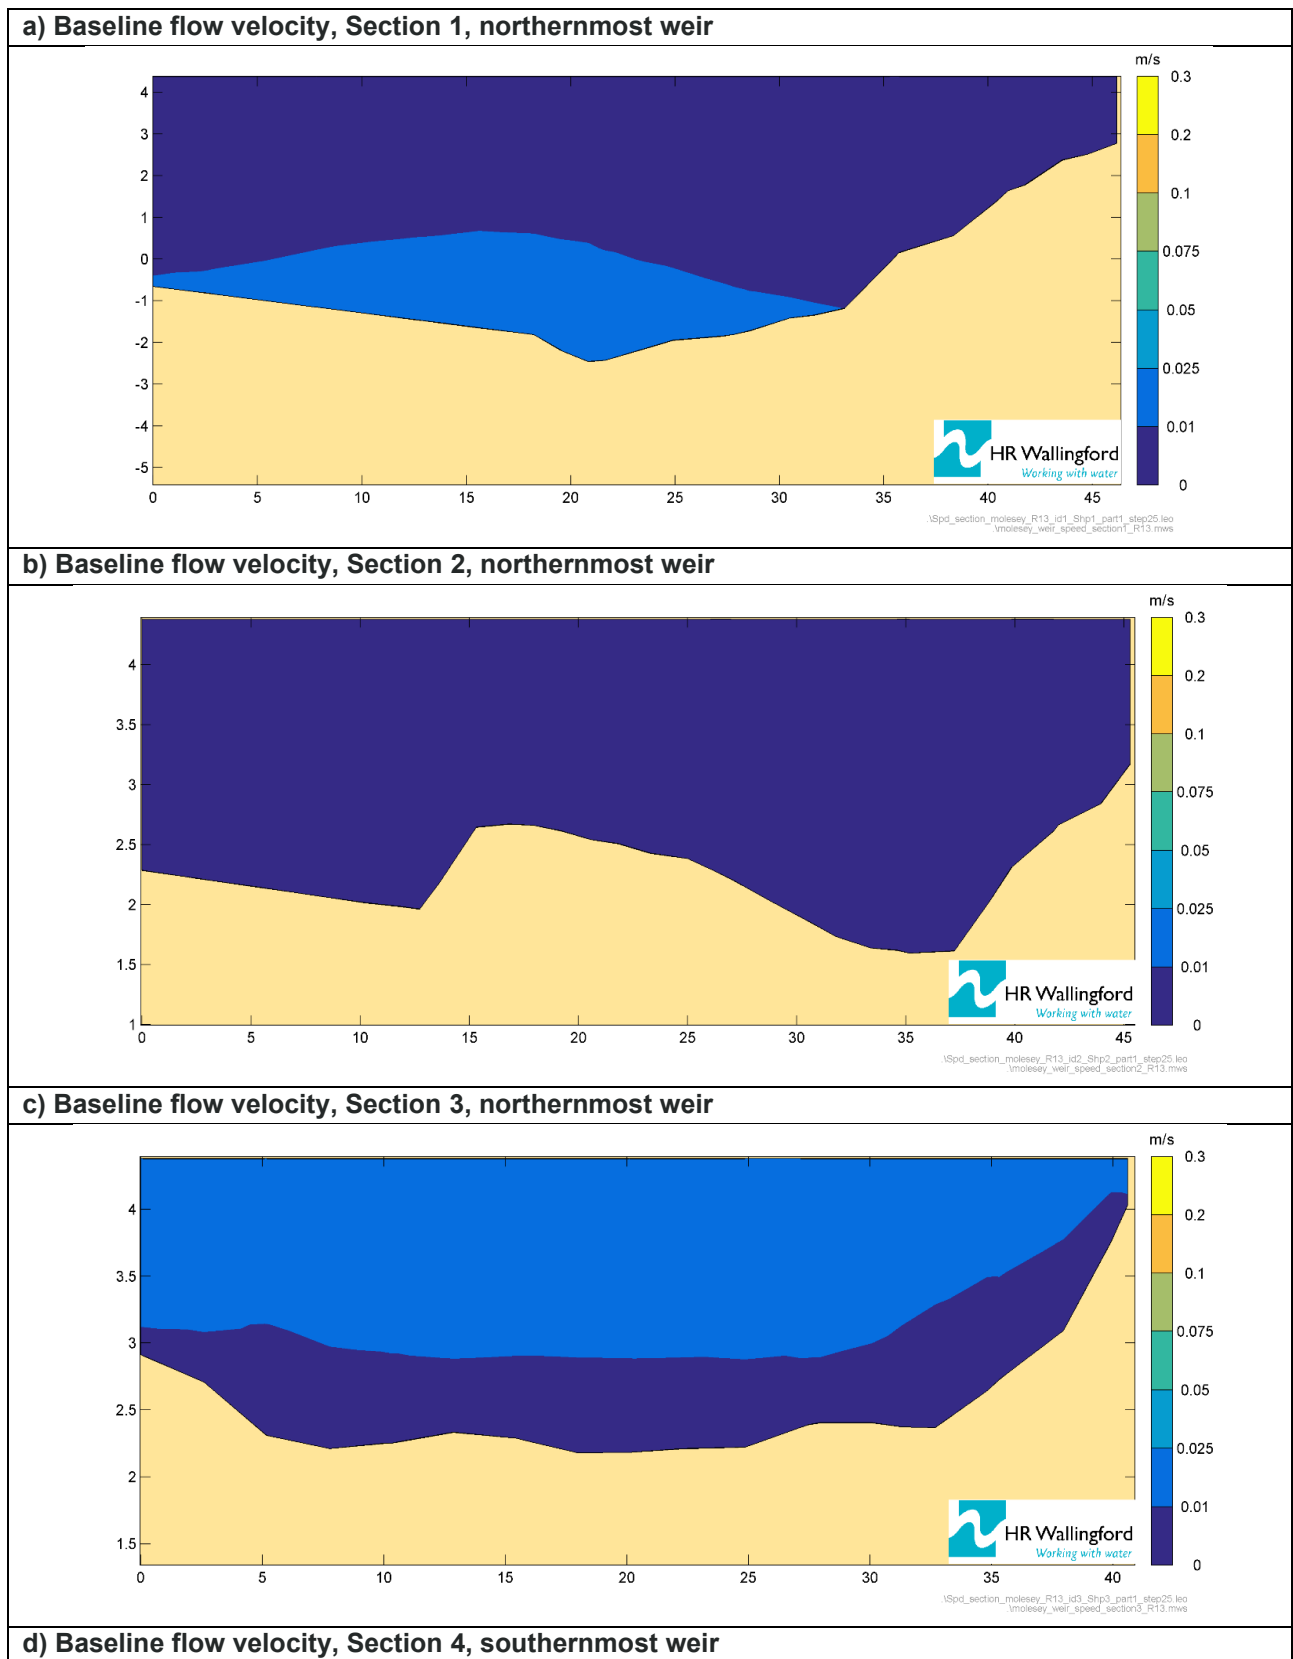 a) Baseline flow velocity, Section 1, northernmost weir
m/s
4
3
2
1
0
-1
-2
-3
-4
-5
0 5 10 15 20 25 30 35 40 45
0.3
0.2
0.1
0.075
0.05
0.025
0.01
0
HR Wallingford
Working with water
.\Spd_section_molesey_R13_id1_Shp1_part1_step25.leo
.\molesey_weir_speed_section1_R13.mws
b) Baseline flow velocity, Section 2, northernmost weir
m/s
4
3.5
3
2.5
2
1.5
1
0 5 10 15 20 25 30 35 40 45
0.3
0.2
0.1
0.075
0.05
0.025
0.01
0
HR Wallingford
Working with water
.\Spd_section_molesey_R13_id2_Shp2_part1_step25.leo
.\molesey_weir_speed_section2_R13.mws
c) Baseline flow velocity, Section 3, northernmost weir
m/s
4
3.5
3
2.5
2
1.5
0 5 10 15 20 25 30 35 40
0.3
0.2
0.1
0.075
0.05
0.025
0.01
0
HR Wallingford
Working with water
.\Spd_section_molesey_R13_id3_Shp3_part1_step25.leo
.\molesey_weir_speed_section3_R13.mws
d) Baseline flow velocity, Section 4, southernmost weir